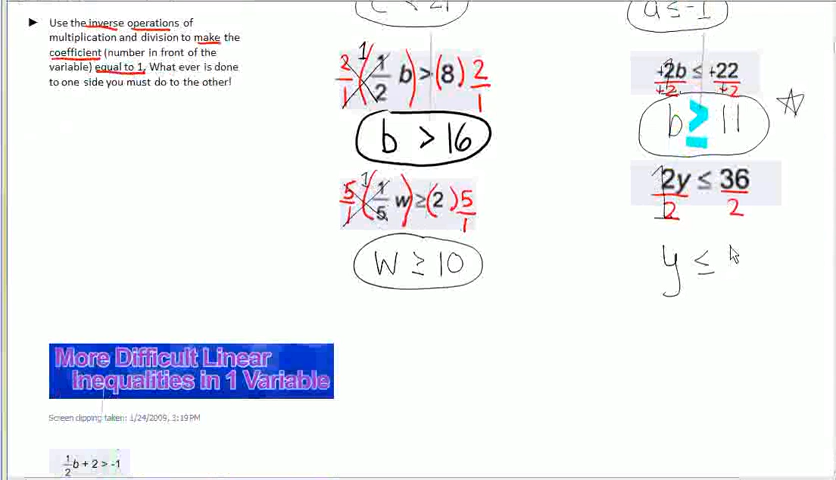 ► Use the inverse operations of
multiplication and division to make the
coefficient (number in front of the
variable) equal to 1. What ever is done
to one side you must do to the other!
2/1 (1/2 b) > (8) 2/1
1
b > 16
5/1 (1/5 w) ≥ (2) 5/1
1
w ≥ 10
a ≤ -1
-2b ≤ -22
÷2 ÷2
b ≥ 11
2y ≤ 36
2 2
y ≤
More Difficult Linear
Inequalities in 1 Variable
Screen clipping taken: 1/24/2009, 3:19 PM
1/2 b + 2 > -1